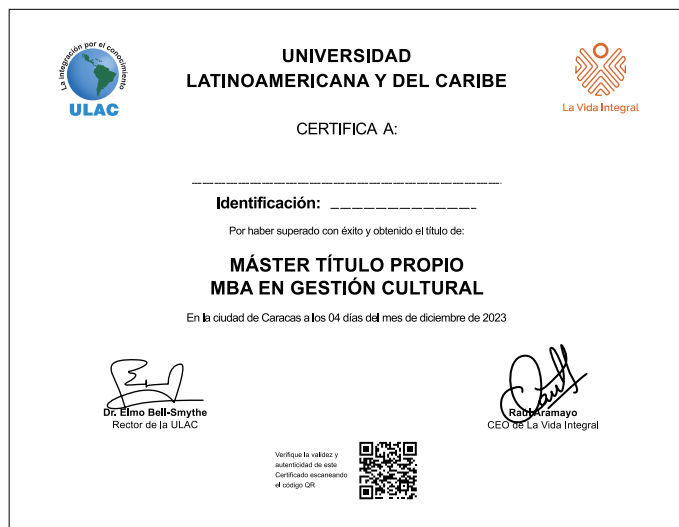 La integración por el conocimiento
ULAC
UNIVERSIDAD
LATINOAMERICANA Y DEL CARIBE
La Vida Integral
CERTIFICA A:
Identificación:
Por haber superado con éxito y obtenido el título de:
MÁSTER TÍTULO PROPIO
MBA EN GESTIÓN CULTURAL
En la ciudad de Caracas a los 04 días del mes de diciembre de 2023
Dr. Elmo Bell-Smythe
Rector de la ULAC
Raúl Aramayo
CEO de La Vida Integral
Verifique la validez y
autenticidad de este
Certificado escaneando
el código QR